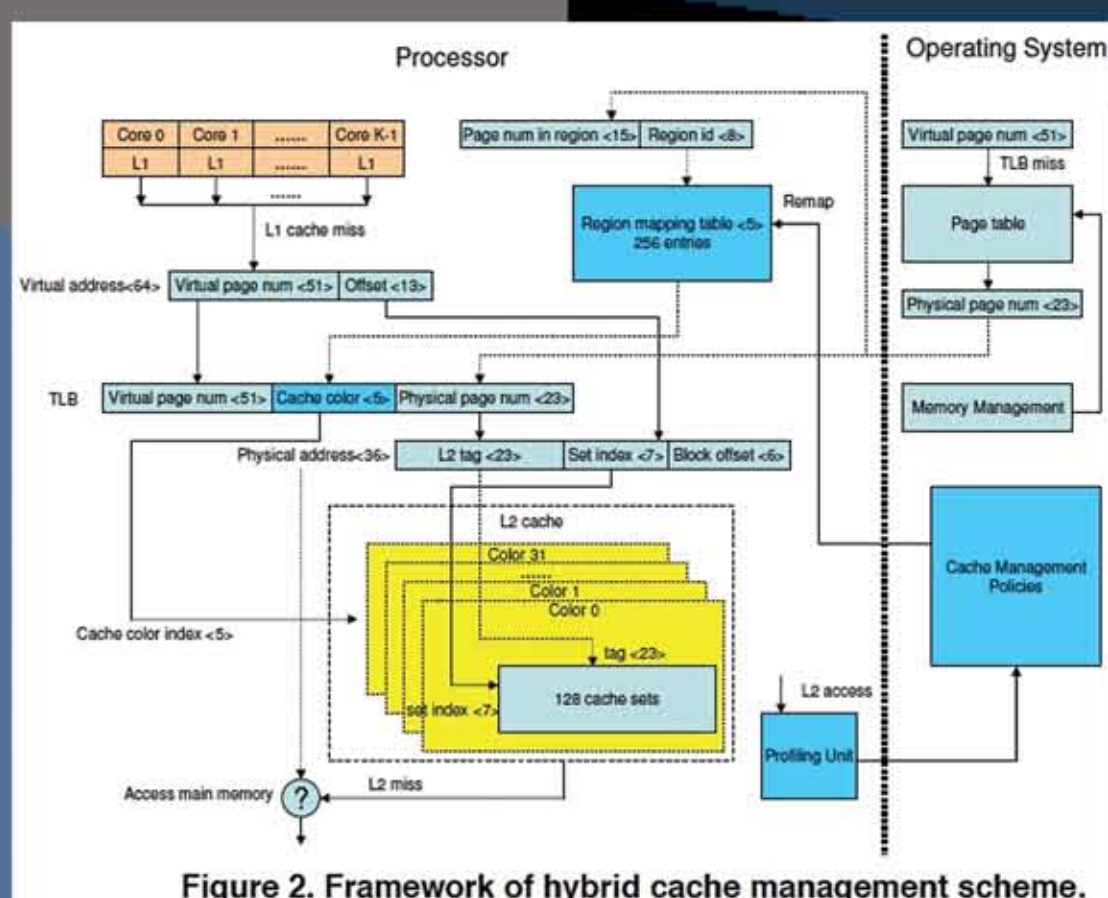 Processor
Operating System
Core 0 Core 1 ...... Core K-1
L1 L1 ...... L1
......
L1 cache miss
Page num in region <15> Region id <8>
Virtual page num <51>
TLB miss
Region mapping table <5>
256 entries
Remap
Page table
Virtual address<64> Virtual page num <51> Offset <13>
Physical page num <23>
TLB Virtual page num <51> Cache color <5> Physical page num <23>
Memory Management
Physical address<36> L2 tag <23> Set index <7> Block offset <6>
L2 cache
Color 31
......
Color 1
Color 0
Cache color index <5>
tag <23>
128 cache sets
set index <7>
Cache Management
Policies
L2 access
Profiling Unit
L2 miss
Access main memory ?
Figure 2. Framework of hybrid cache management scheme.